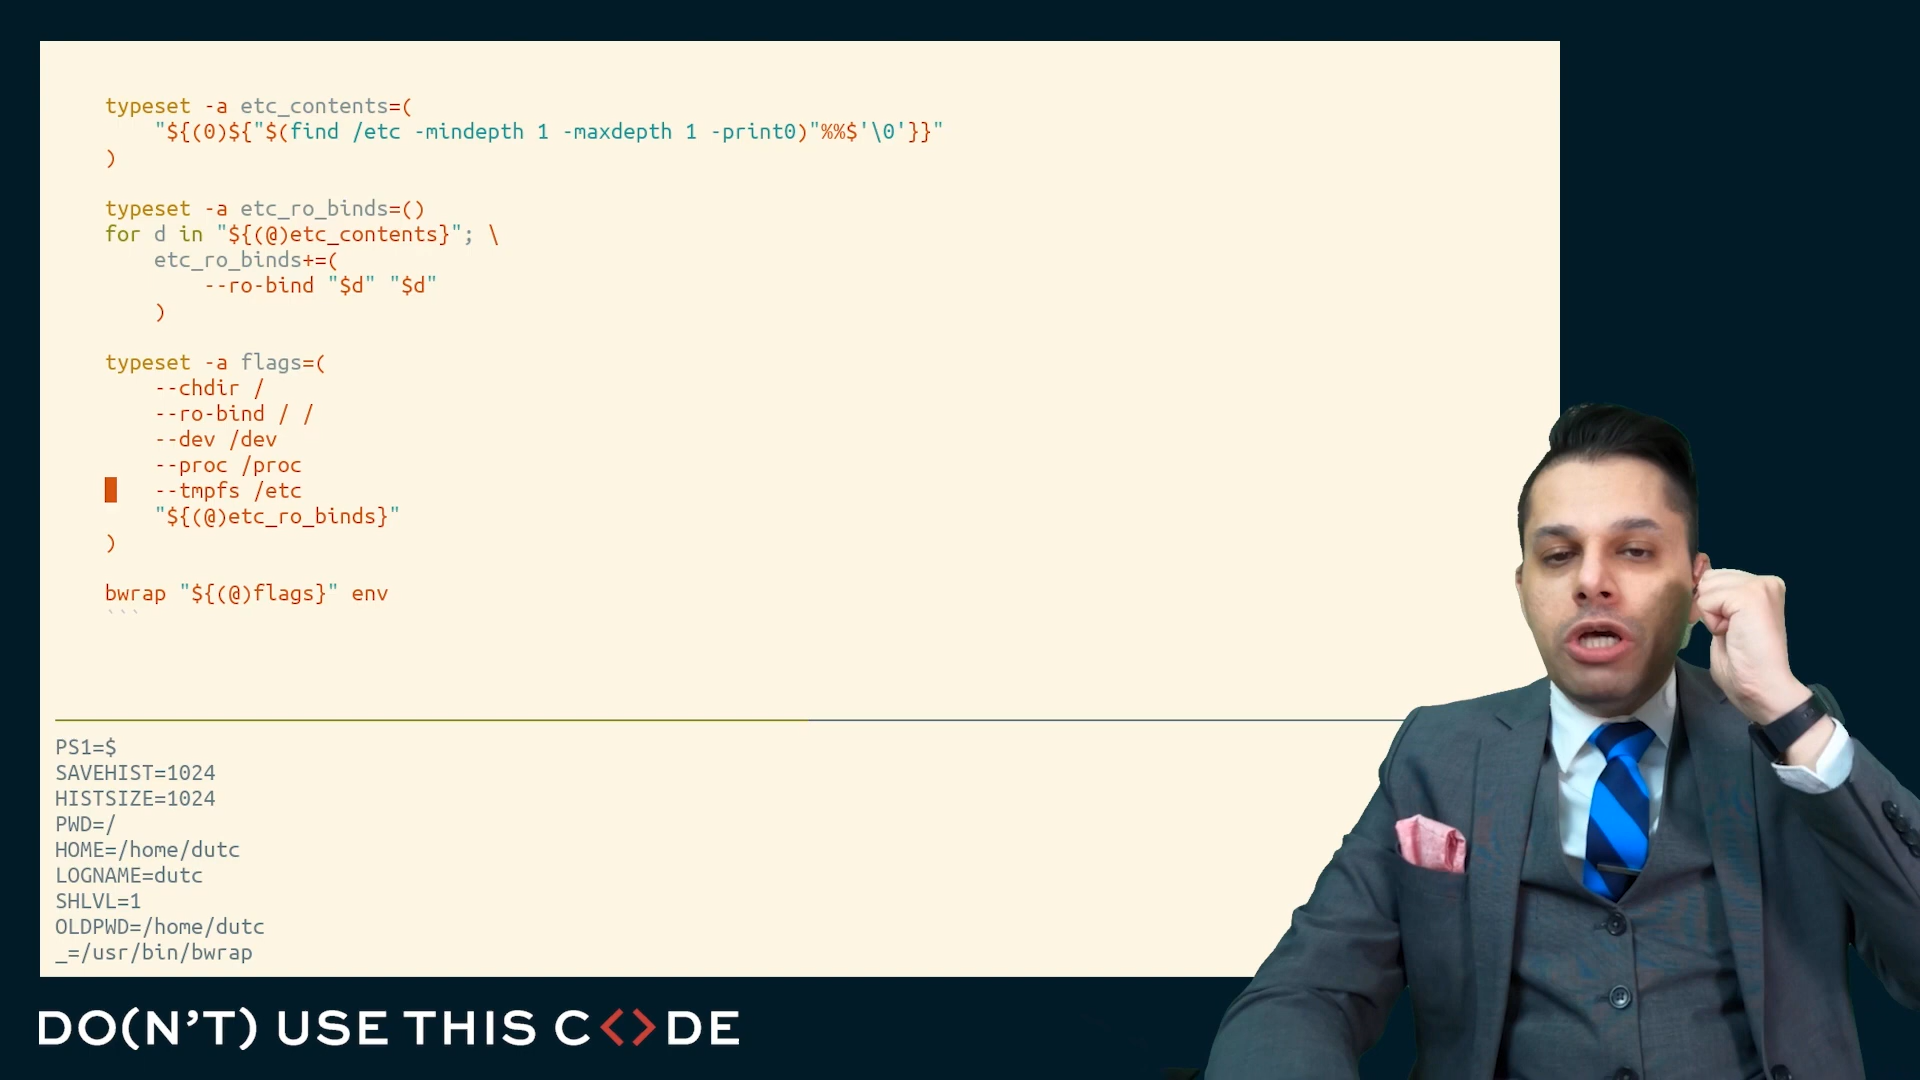 typeset -a etc_contents=(
    "${(0)${"$(find /etc -mindepth 1 -maxdepth 1 -print0)"%%$'\0'}}"
)
typeset -a etc_ro_binds=()
for d in "${(@)etc_contents}"; \
    etc_ro_binds+=(
        --ro-bind "$d" "$d"
    )
typeset -a flags=(
    --chdir /
    --ro-bind / /
    --dev /dev
    --proc /proc
    --tmpfs /etc
    "${(@)etc_ro_binds}"
)
bwrap "${(@)flags}" env
```
PS1=$
SAVEHIST=1024
HISTSIZE=1024
PWD=/
HOME=/home/dutc
LOGNAME=dutc
SHLVL=1
OLDPWD=/home/dutc
_=/usr/bin/bwrap
DO(N'T) USE THIS C<>DE